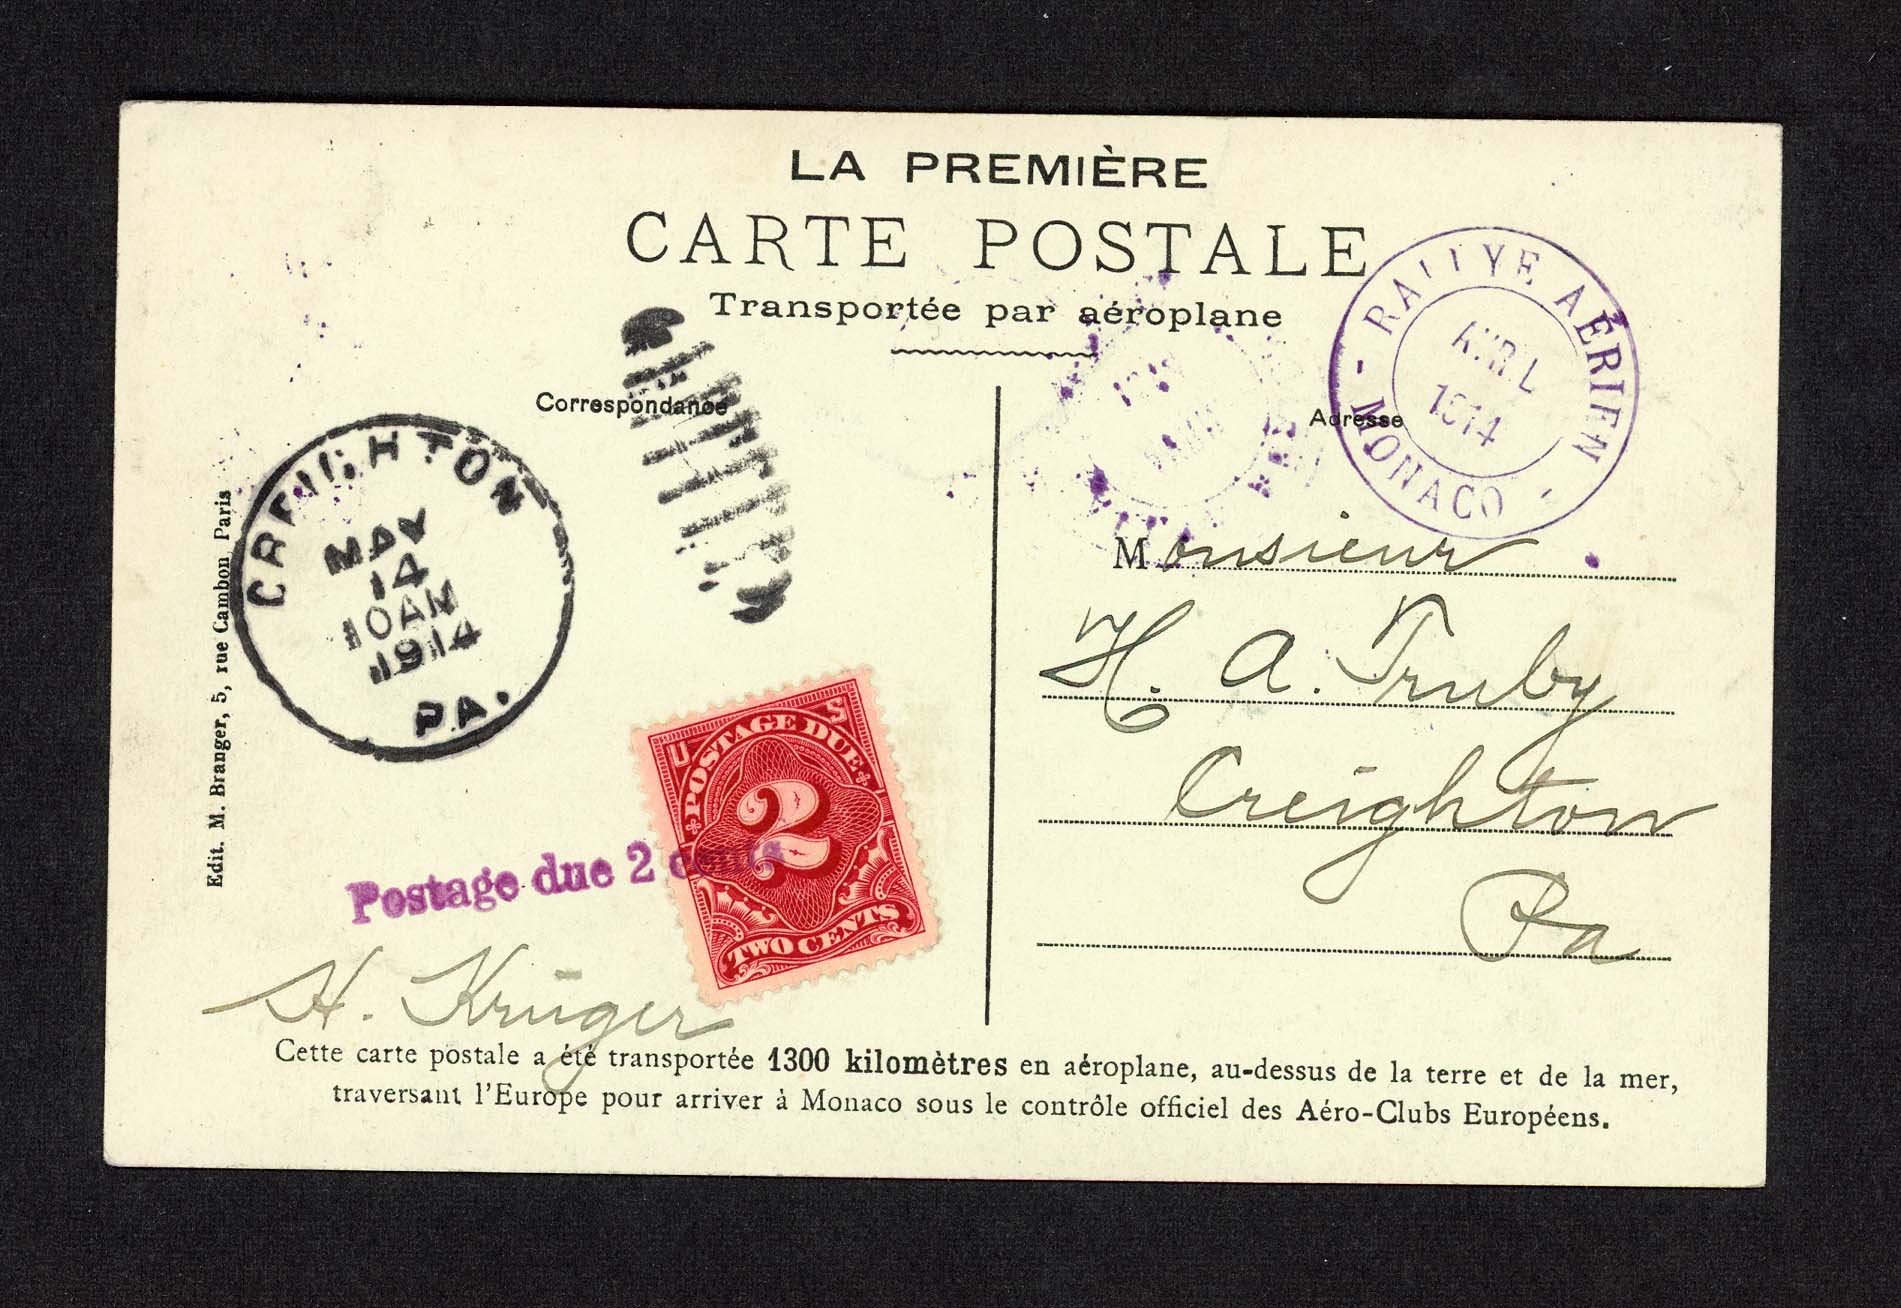 LA PREMIÈRE
CARTE POSTALE
Transportée par aéroplane
Correspondance
Adresse
RALLYE AÉRIEN
- MONACO -
AVRIL
1914
CREIGHTON
MAY
14
10AM
1914
PA.
Edit. M. Branger, 5, rue Cambon, Paris
Monsieur
H. A. Truby
Creighton
Pa
U S
POSTAGE DUE
2
TWO CENTS
Postage due 2 cents
H. Krüger
Cette carte postale a été transportée 1300 kilomètres en aéroplane, au-dessus de la terre et de la mer,
traversant l'Europe pour arriver à Monaco sous le contrôle officiel des Aéro-Clubs Européens.